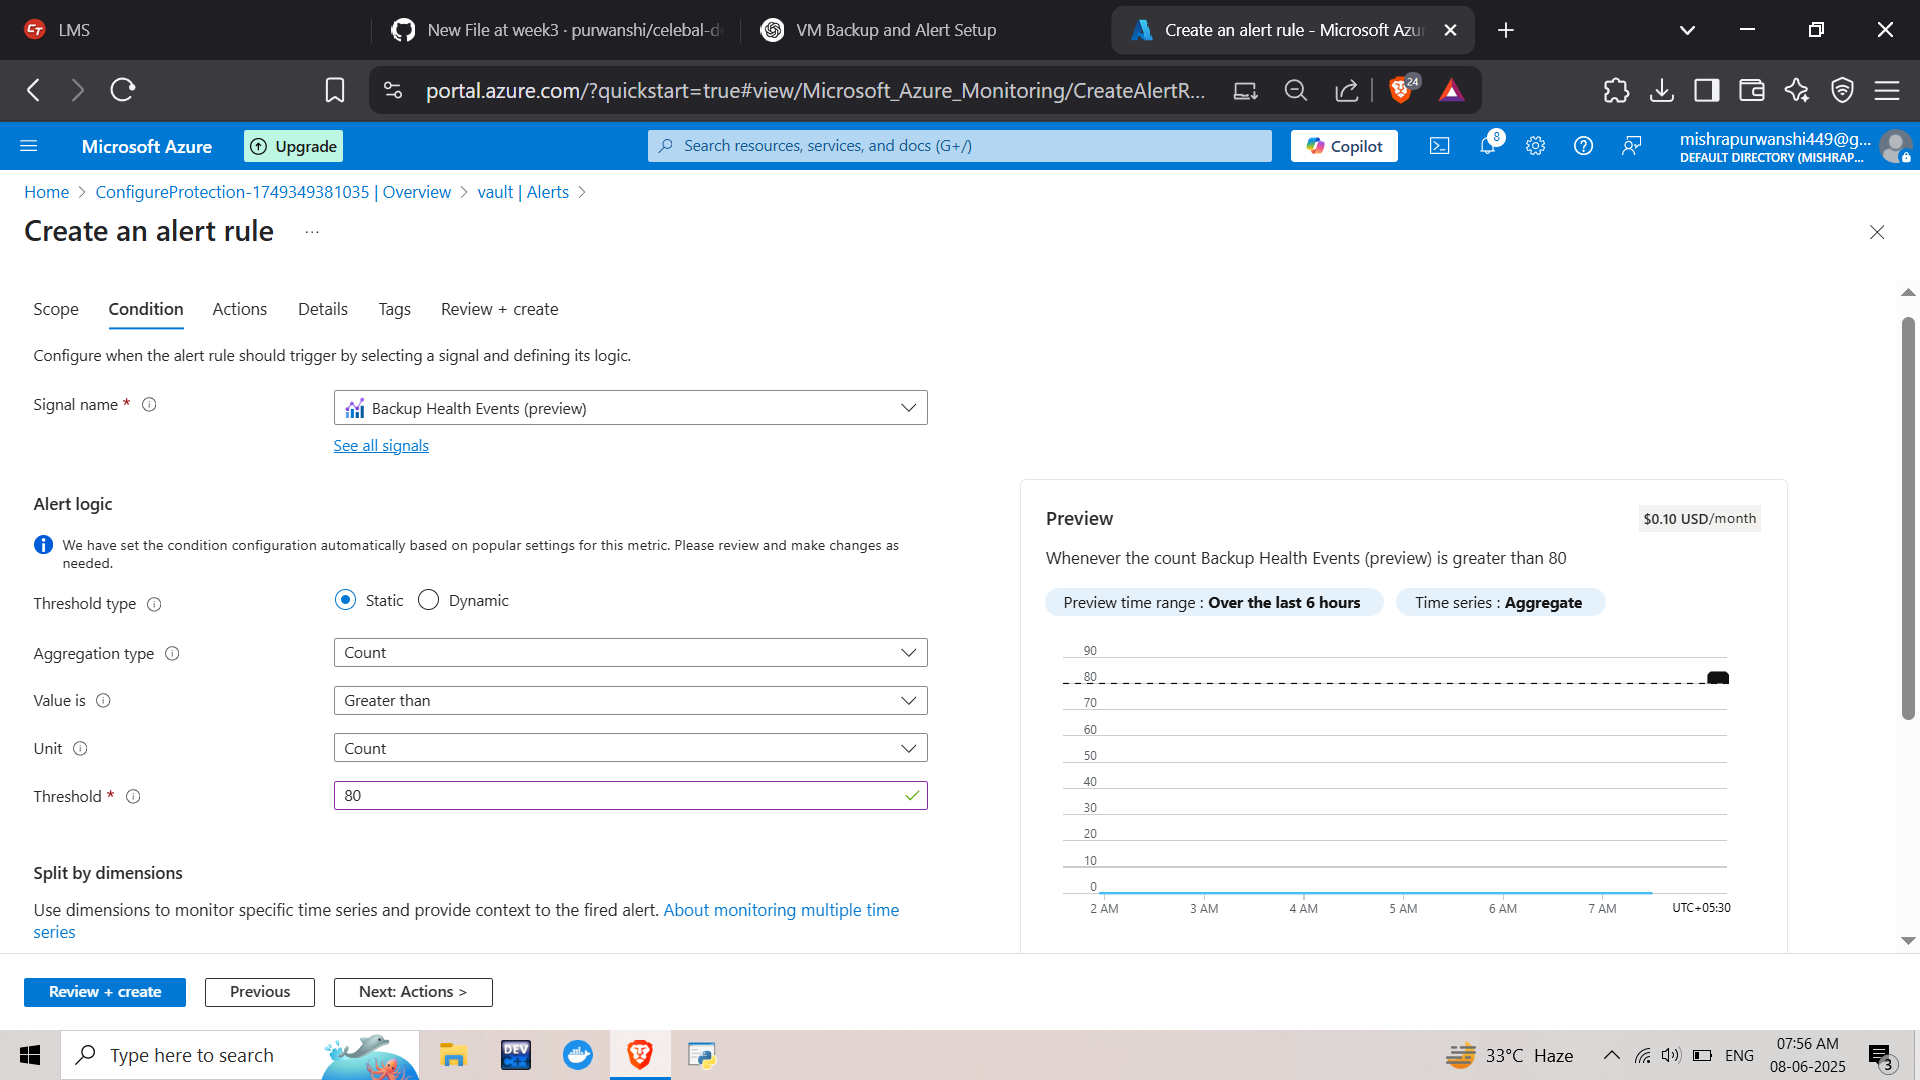 LMS
New File at week3 · purwanshi/celebal-d
VM Backup and Alert Setup
Create an alert rule - Microsoft Azur
portal.azure.com/?quickstart=true#view/Microsoft_Azure_Monitoring/CreateAlertR...
24
Microsoft Azure
Upgrade
Search resources, services, and docs (G+/)
Copilot
8
mishrapurwanshi449@g...
DEFAULT DIRECTORY (MISHRAP...
Home > ConfigureProtection-1749349381035 | Overview > vault | Alerts >
Create an alert rule ...
Scope
Condition
Actions
Details
Tags
Review + create
Configure when the alert rule should trigger by selecting a signal and defining its logic.
Signal name *
Backup Health Events (preview)
See all signals
Alert logic
We have set the condition configuration automatically based on popular settings for this metric. Please review and make changes as
needed.
Threshold type
Static
Dynamic
Aggregation type
Count
Value is
Greater than
Unit
Count
Threshold *
80
Split by dimensions
Use dimensions to monitor specific time series and provide context to the fired alert. About monitoring multiple time
series
Preview
$0.10 USD/month
Whenever the count Backup Health Events (preview) is greater than 80
Preview time range : Over the last 6 hours
Time series : Aggregate
90
80
70
60
50
40
30
20
10
0
2 AM
3 AM
4 AM
5 AM
6 AM
7 AM
UTC+05:30
Review + create
Previous
Next: Actions >
Type here to search
DEV
C++
33°C Haze
ENG
07:56 AM
08-06-2025
3